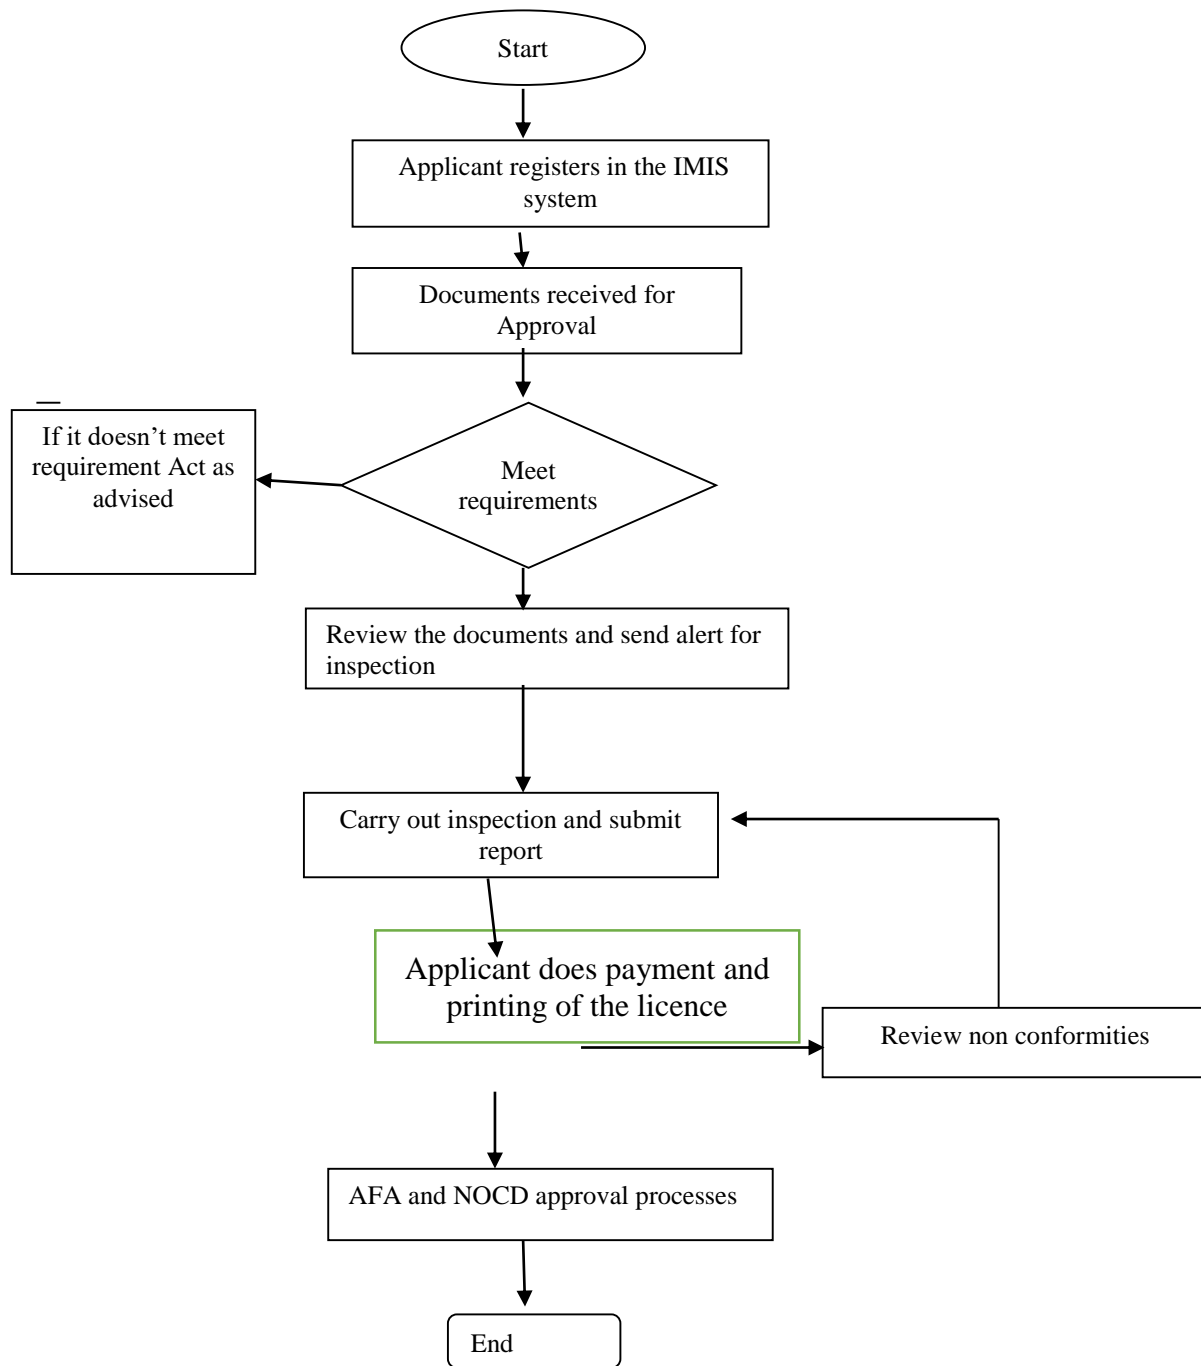 Start
Applicant registers in the IMIS
system
Documents received for
Approval
If it doesn’t meet
requirement Act as
advised
Meet
requirements
Review the documents and send alert for
inspection
Carry out inspection and submit
report
Applicant does payment and
printing of the licence
Review non conformities
AFA and NOCD approval processes
End